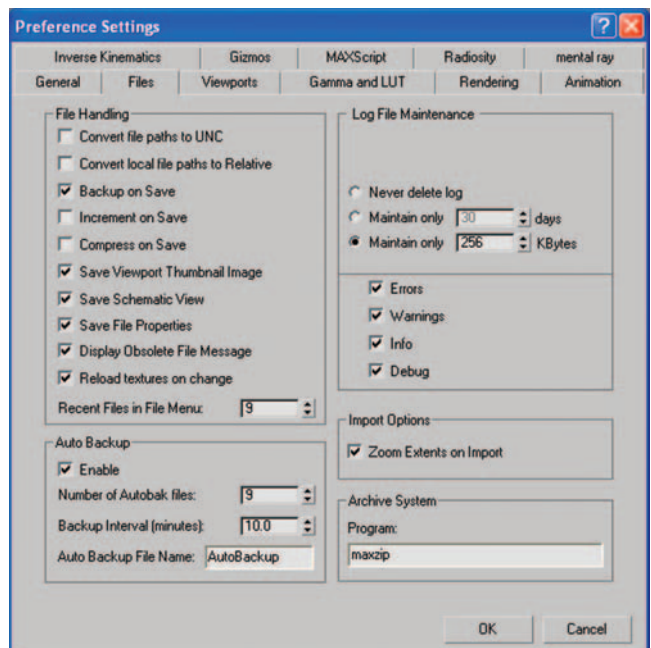 Preference Settings
Inverse Kinematics Gizmos MAXScript Radiosity mental ray
General Files Viewports Gamma and LUT Rendering Animation
File Handling
Convert file paths to UNC
Convert local file paths to Relative
Backup on Save
Increment on Save
Compress on Save
Save Viewport Thumbnail Image
Save Schematic View
Save File Properties
Display Obsolete File Message
Reload textures on change
Recent Files in File Menu: 9
Auto Backup
Enable
Number of Autobak files: 9
Backup Interval (minutes): 10.0
Auto Backup File Name: AutoBackup
Log File Maintenance
Never delete log
Maintain only 30 days
Maintain only 256 KBytes
Errors
Warnings
Info
Debug
Import Options
Zoom Extents on Import
Archive System
Program:
maxzip
OK Cancel